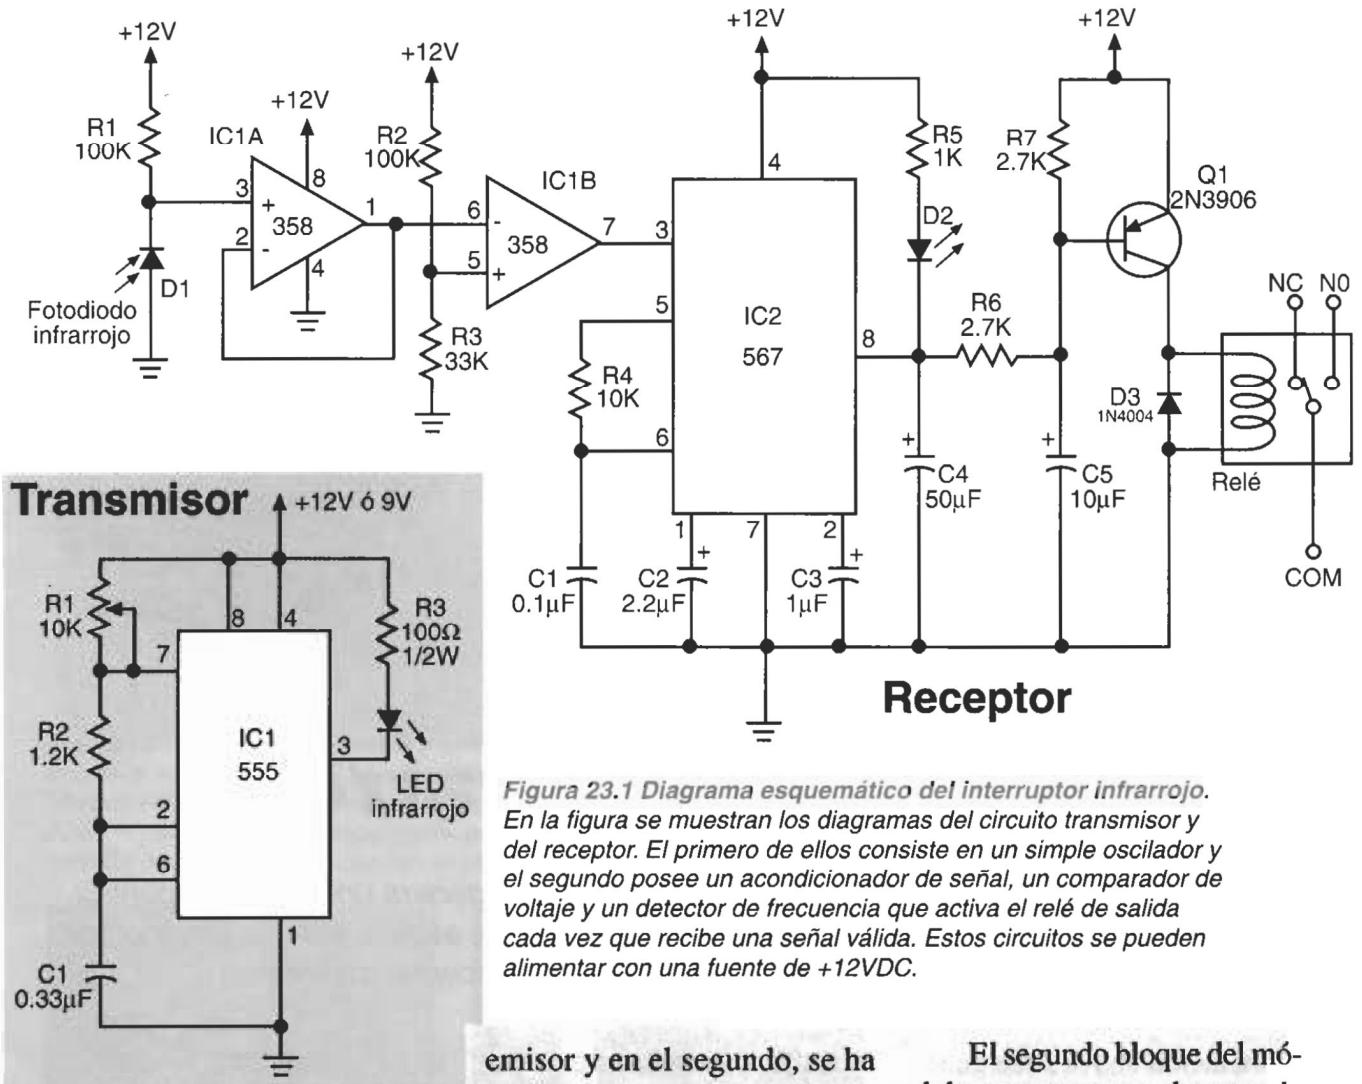 +12V
+12V
+12V
+12V
+12V
R1
100K
IC1A
3
+
2
-
358
8
4
1
D1
Fotodiodo
infrarrojo
R2
100K
R3
33K
IC1B
6
-
5
+
358
7
3
4
5
6
8
1
7
2
IC2
567
R4
10K
C1
0.1µF
C2
2.2µF
+
C3
1µF
+
R5
1K
D2
R6
2.7K
C4
50µF
+
R7
2.7K
C5
10µF
+
Q1
2N3906
D3
1N4004
NC N0
Relé
COM
Receptor
Transmisor
+12V ó 9V
R1
10K
R2
1.2K
C1
0.33µF
7
2
6
8
4
3
1
IC1
555
R3
100Ω
1/2W
LED
infrarrojo
Figura 23.1 Diagrama esquemático del interruptor infrarrojo.
En la figura se muestran los diagramas del circuito transmisor y
del receptor. El primero de ellos consiste en un simple oscilador y
el segundo posee un acondicionador de señal, un comparador de
voltaje y un detector de frecuencia que activa el relé de salida
cada vez que recibe una señal válida. Estos circuitos se pueden
alimentar con una fuente de +12VDC.
emisor y en el segundo, se ha
El segundo bloque del mó-